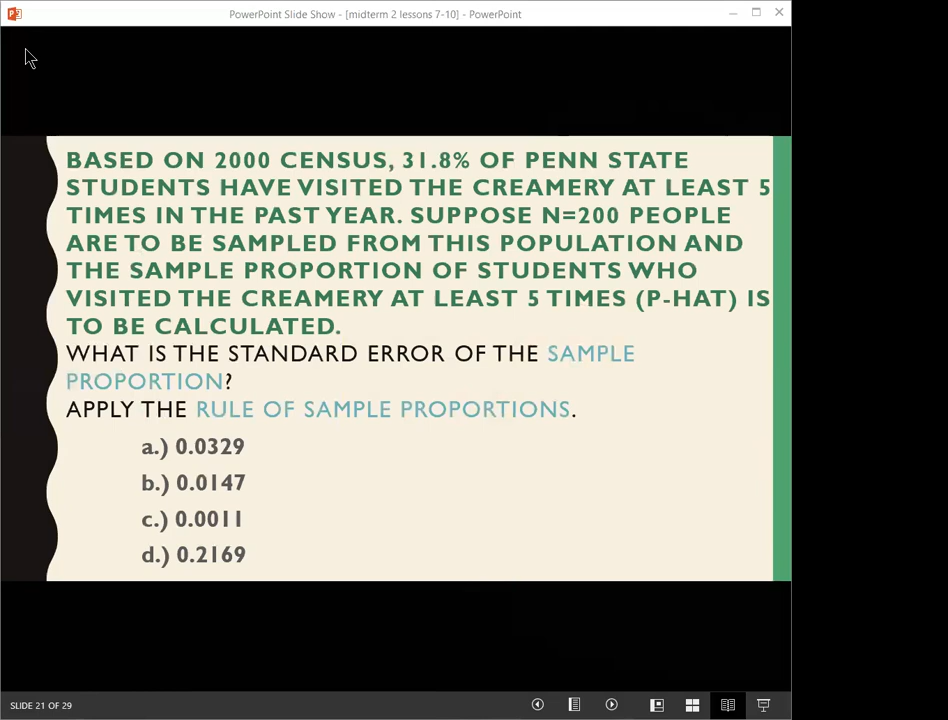 PowerPoint Slide Show - [midterm 2 lessons 7-10] - PowerPoint
BASED ON 2000 CENSUS, 31.8% OF PENN STATE
STUDENTS HAVE VISITED THE CREAMERY AT LEAST 5
TIMES IN THE PAST YEAR. SUPPOSE N=200 PEOPLE
ARE TO BE SAMPLED FROM THIS POPULATION AND
THE SAMPLE PROPORTION OF STUDENTS WHO
VISITED THE CREAMERY AT LEAST 5 TIMES (P-HAT) IS
TO BE CALCULATED.
WHAT IS THE STANDARD ERROR OF THE SAMPLE
PROPORTION?
APPLY THE RULE OF SAMPLE PROPORTIONS.
a.) 0.0329
b.) 0.0147
c.) 0.0011
d.) 0.2169
SLIDE 21 OF 29